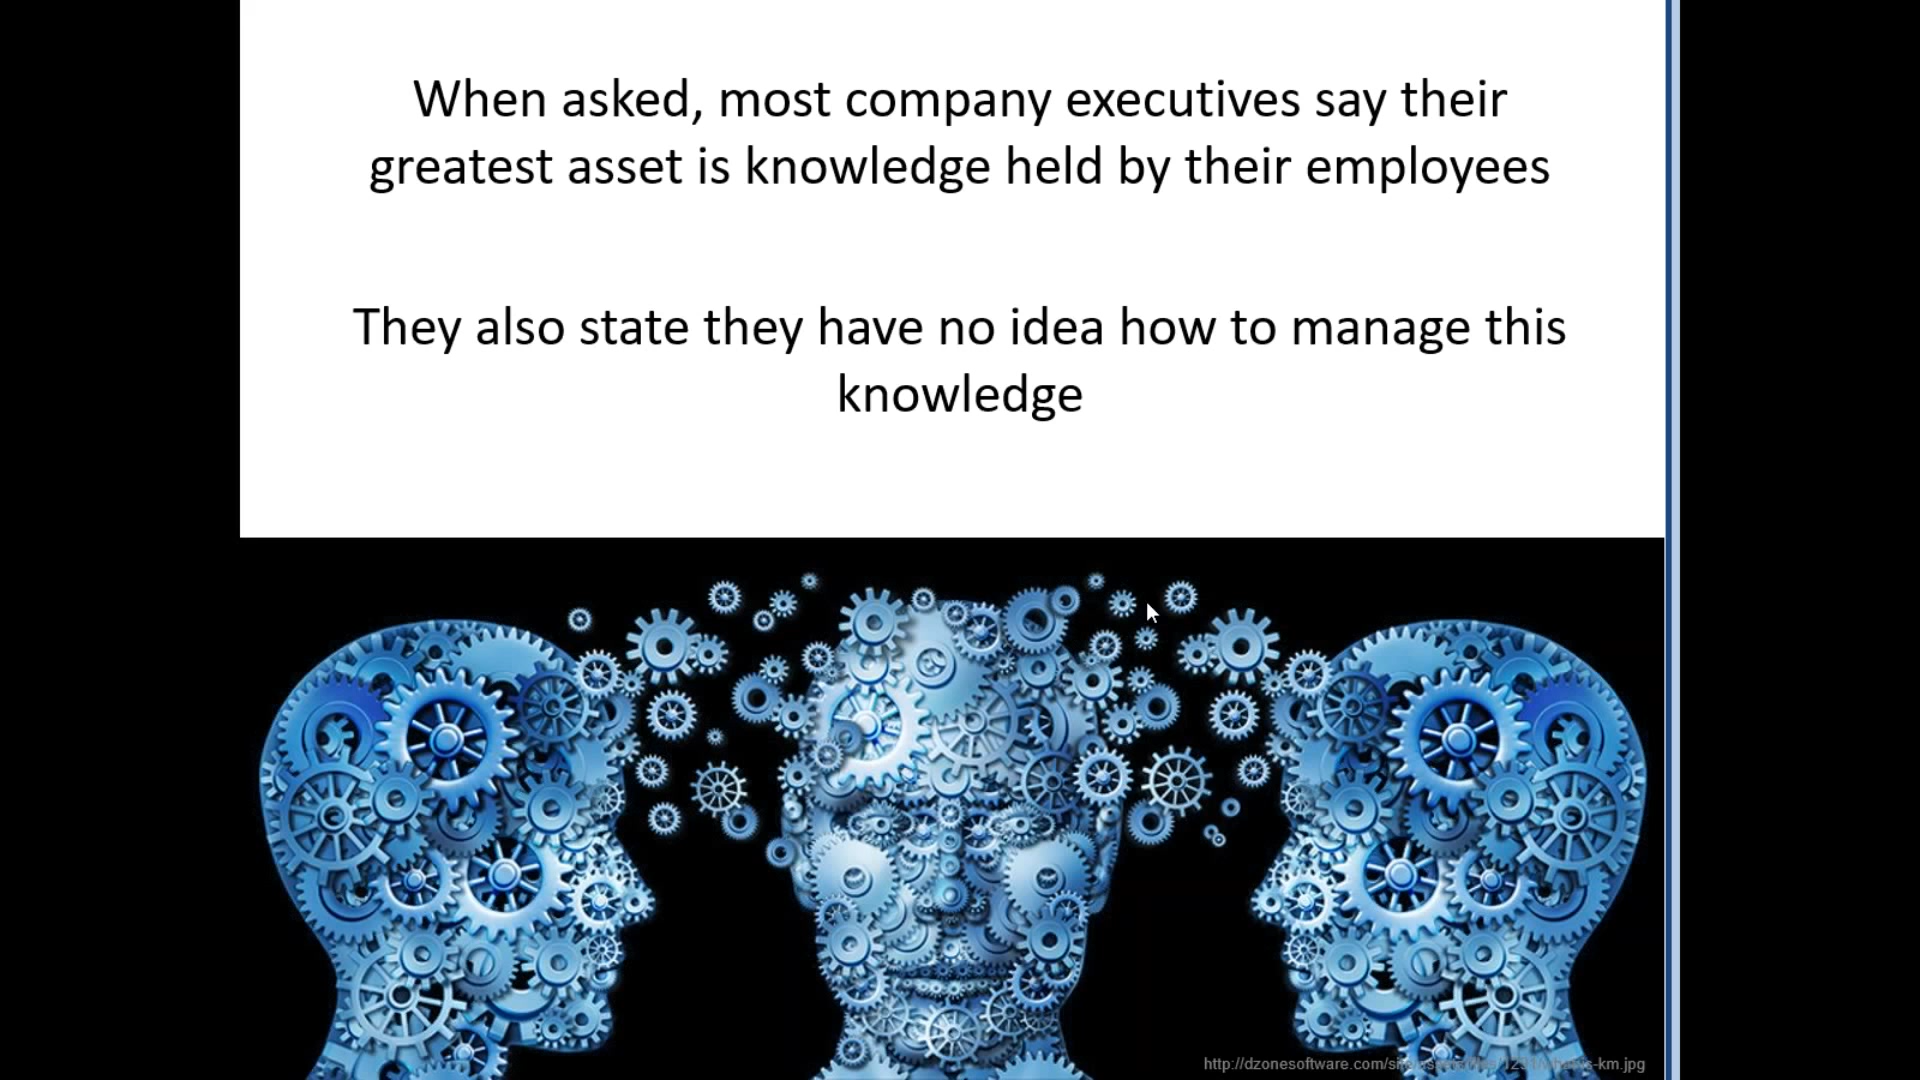 When asked, most company executives say their
greatest asset is knowledge held by their employees
They also state they have no idea how to manage this
knowledge
http://dzonesoftware.com/